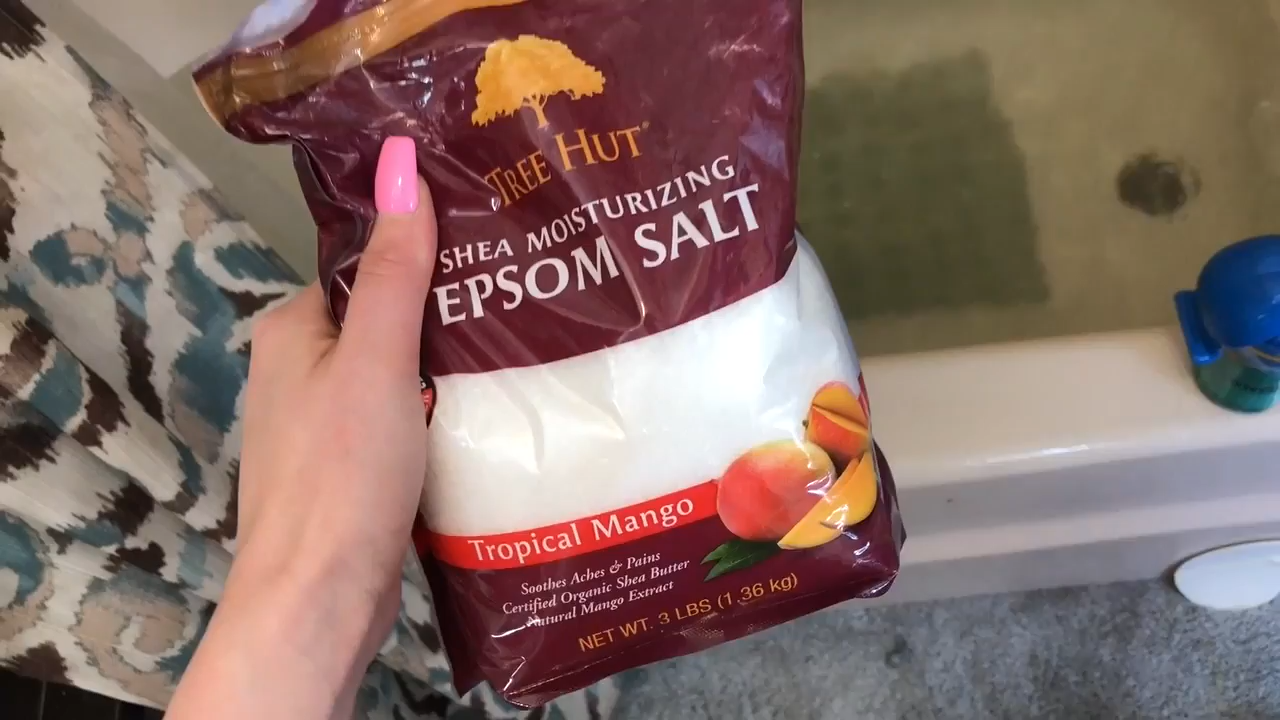 TREE HUT®
SHEA MOISTURIZING
EPSOM SALT
Tropical Mango
Soothes Aches & Pains
Certified Organic Shea Butter
Natural Mango Extract
NET WT. 3 LBS (1.36 kg)